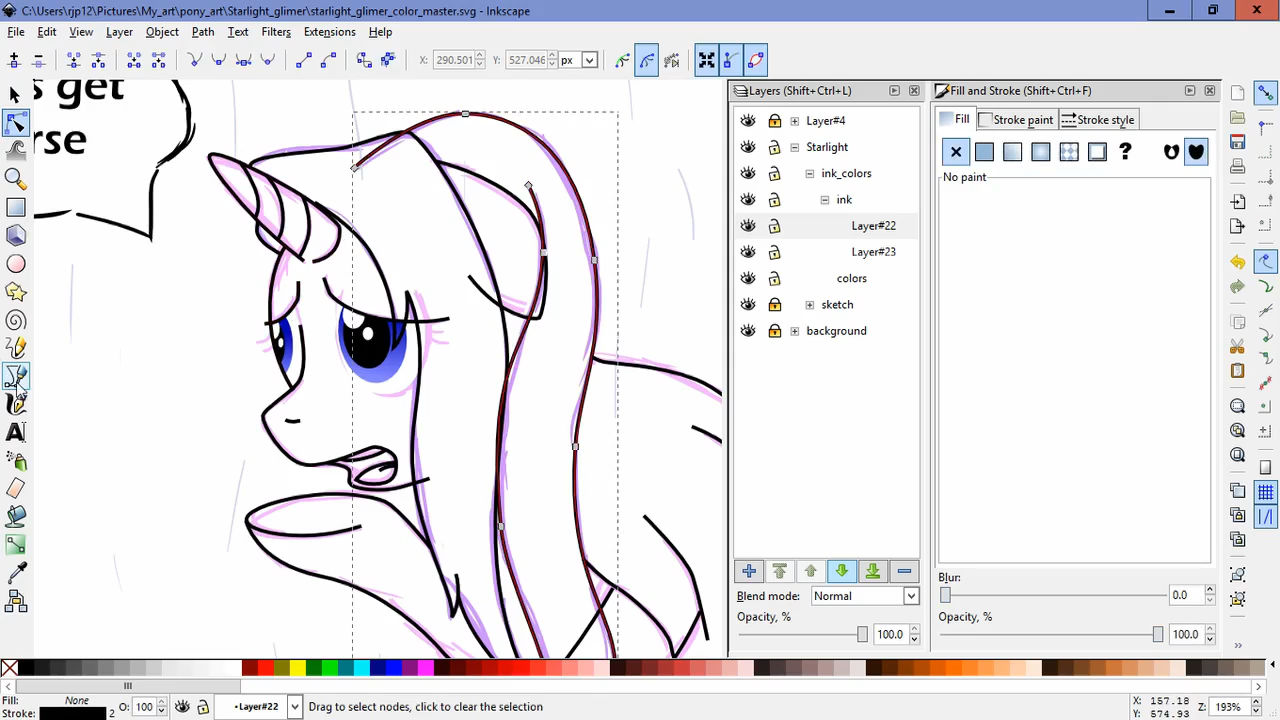 C:\Users\rjp12\Pictures\My_art\pony_art\Starlight_glimer\starlight_glimer_color_master.svg - Inkscape
File Edit View Layer Object Path Text Filters Extensions Help
X: 290.501 Y: 527.046 px
s get
rse
Layers (Shift+Ctrl+L)
Layer#4
Starlight
ink_colors
ink
Layer#22
Layer#23
colors
sketch
background
Blend mode: Normal
Opacity, % 100.0
Fill and Stroke (Shift+Ctrl+F)
Fill Stroke paint Stroke style
?
No paint
Blur:
0.0
Opacity, %
100.0
Fill: None
Stroke: 2
O: 100
•Layer#22
Drag to select nodes, click to clear the selection
X: 157.18
Y: 574.93
Z: 193%